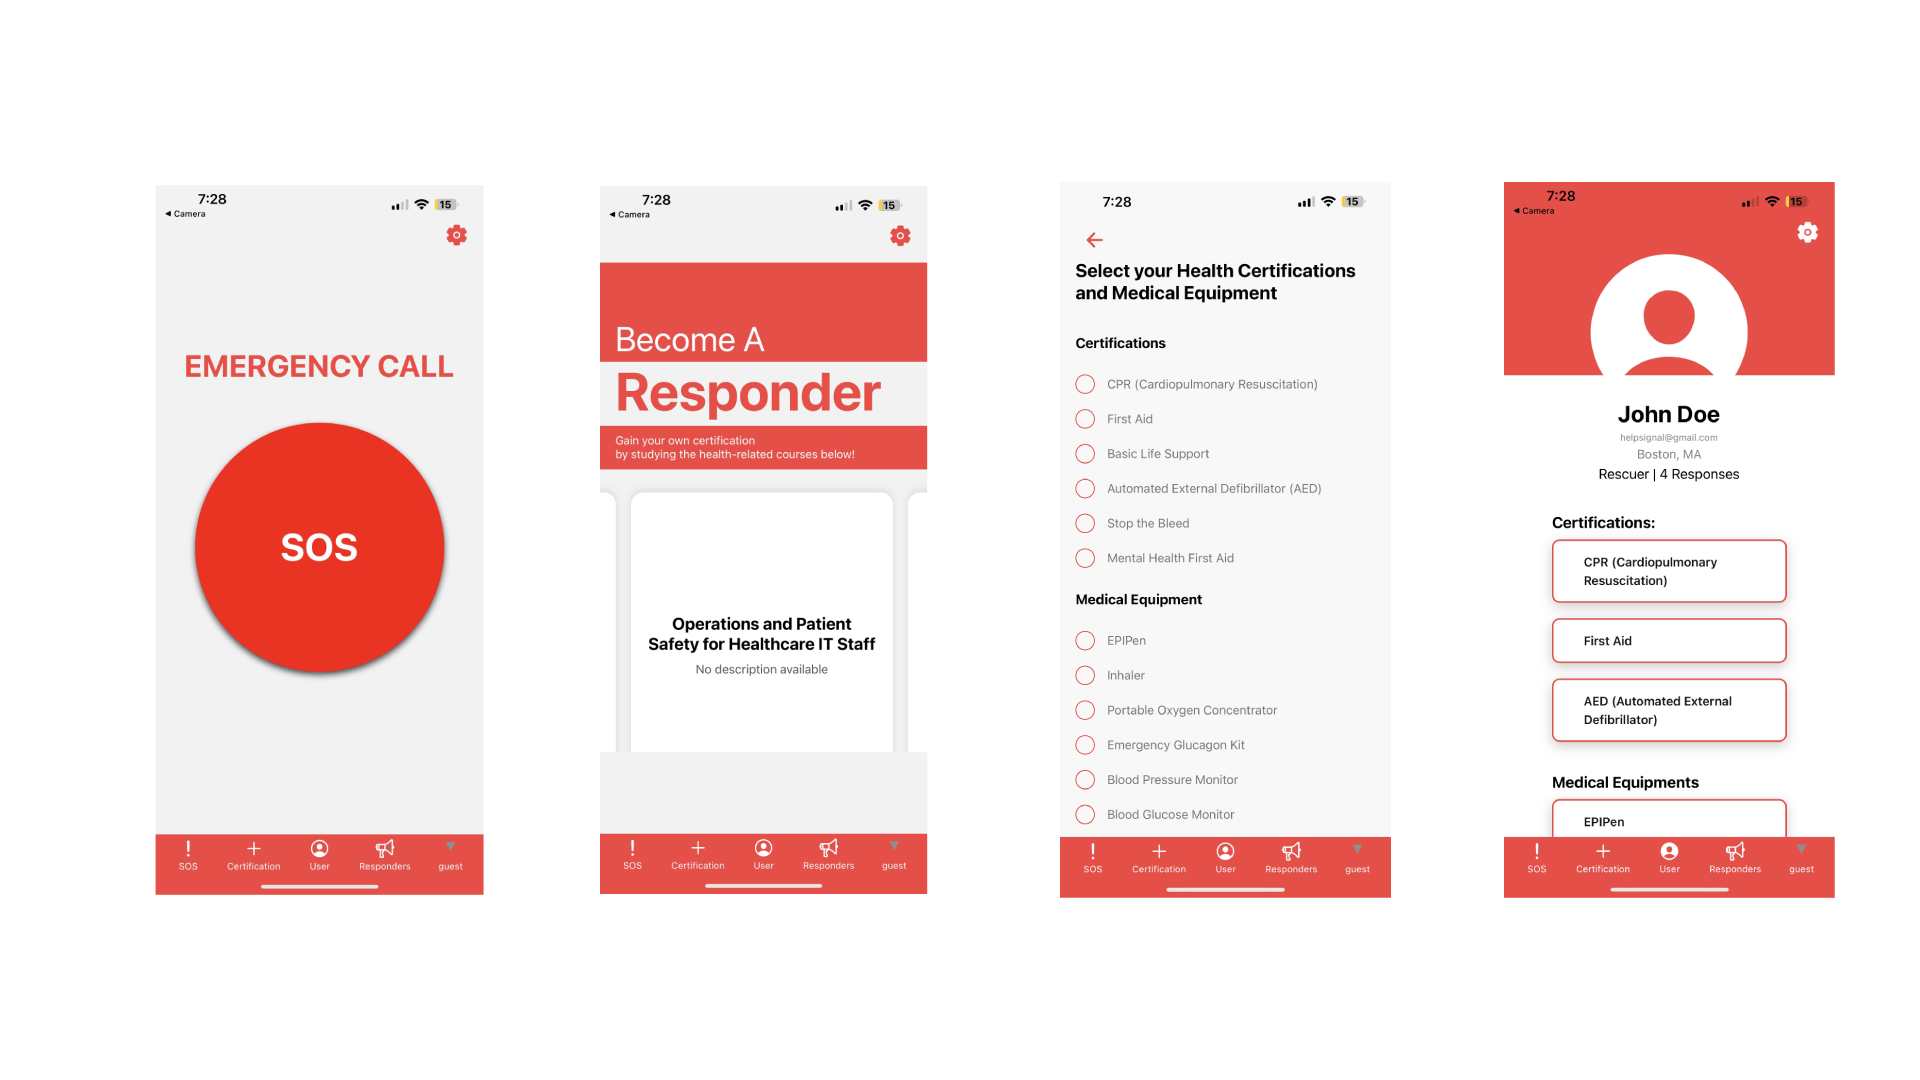 7:28
15
◄ Camera
EMERGENCY CALL
SOS
SOS
Certification
User
Responders
guest
7:28
15
◄ Camera
Become A
Responder
Gain your own certification
by studying the health-related courses below!
Operations and Patient
Safety for Healthcare IT Staff
No description available
SOS
Certification
User
Responders
guest
7:28
15
Select your Health Certifications
and Medical Equipment
Certifications
CPR (Cardiopulmonary Resuscitation)
First Aid
Basic Life Support
Automated External Defibrillator (AED)
Stop the Bleed
Mental Health First Aid
Medical Equipment
EPIPen
Inhaler
Portable Oxygen Concentrator
Emergency Glucagon Kit
Blood Pressure Monitor
Blood Glucose Monitor
SOS
Certification
User
Responders
guest
7:28
15
◄ Camera
John Doe
helpsignal@gmail.com
Boston, MA
Rescuer | 4 Responses
Certifications:
CPR (Cardiopulmonary
Resuscitation)
First Aid
AED (Automated External
Defibrillator)
Medical Equipments
EPIPen
SOS
Certification
User
Responders
guest